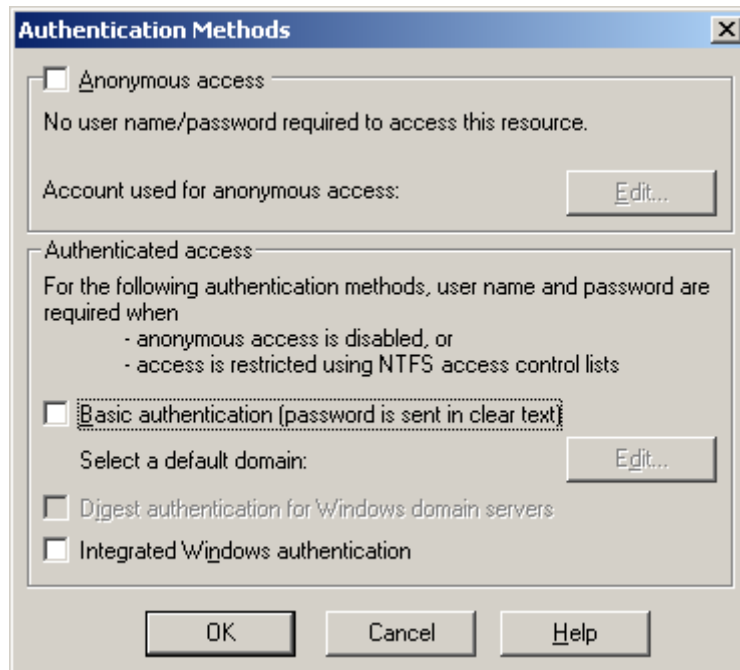 Authentication Methods
Anonymous access
No user name/password required to access this resource.
Account used for anonymous access:
Edit...
Authenticated access
For the following authentication methods, user name and password are
required when
- anonymous access is disabled, or
- access is restricted using NTFS access control lists
Basic authentication (password is sent in clear text)
Select a default domain:
Edit...
Digest authentication for Windows domain servers
Integrated Windows authentication
OK
Cancel
Help